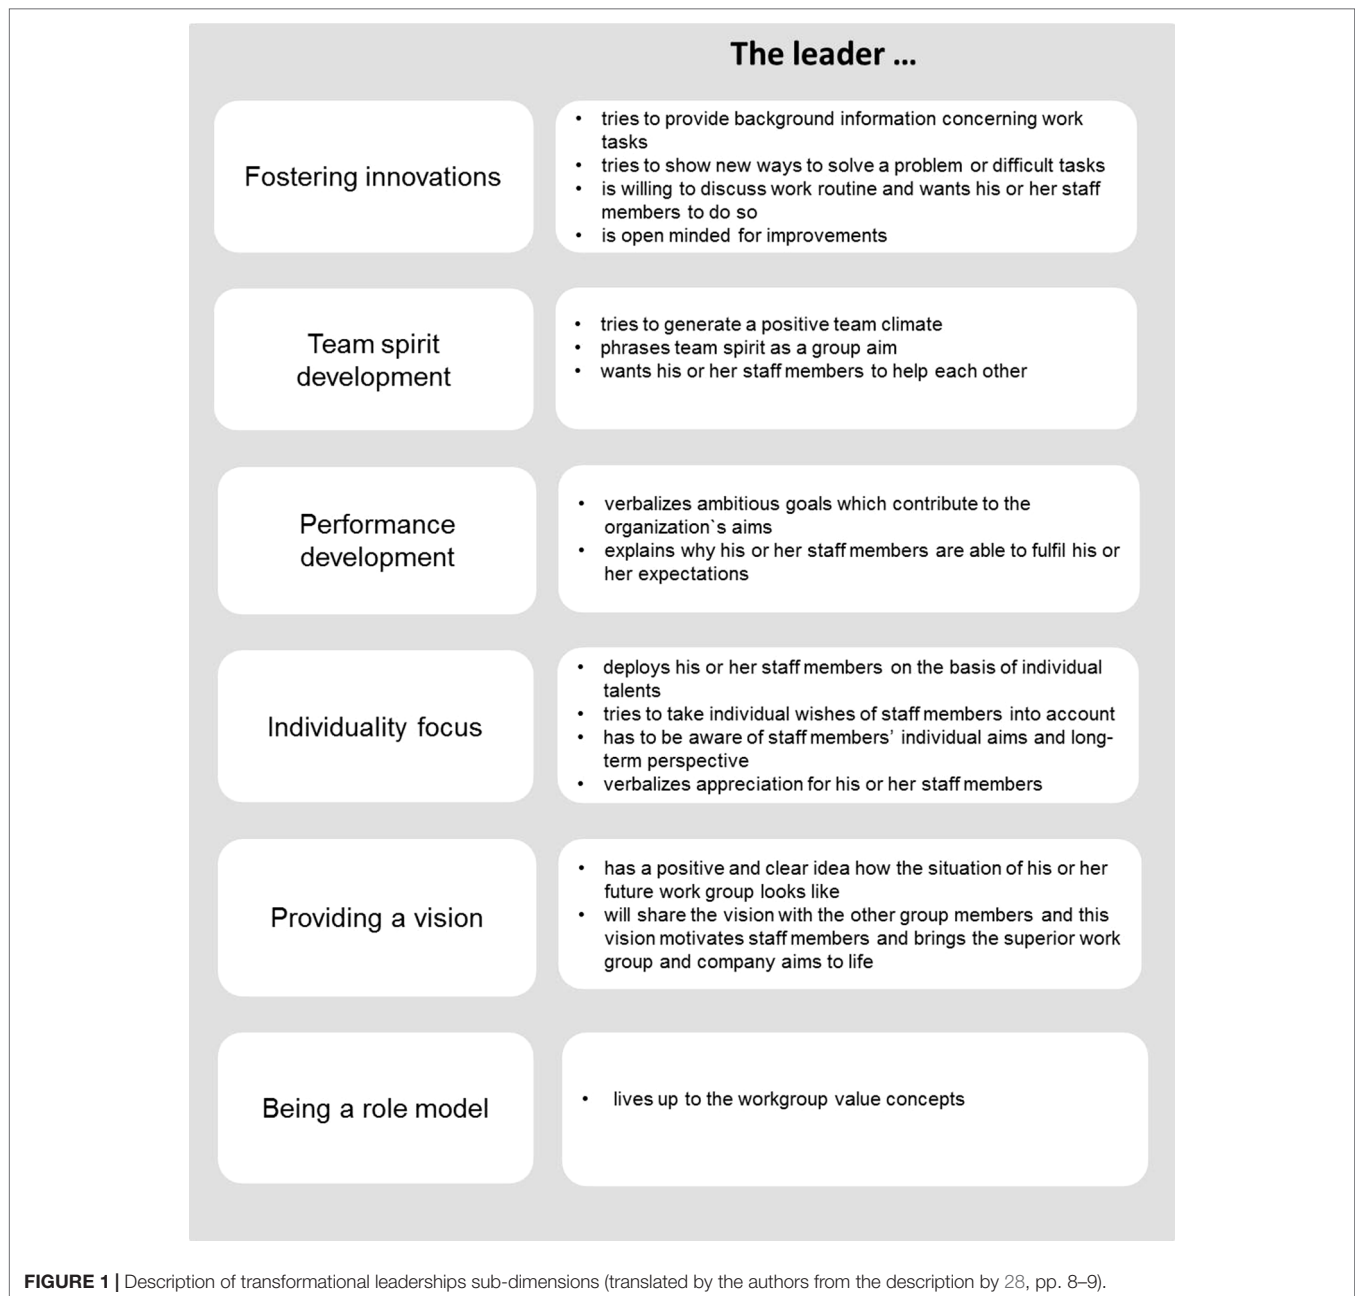 The leader ...
Fostering innovations
• tries to provide background information concerning work
tasks
• tries to show new ways to solve a problem or difficult tasks
• is willing to discuss work routine and wants his or her staff
members to do so
• is open minded for improvements
Team spirit
development
• tries to generate a positive team climate
• phrases team spirit as a group aim
• wants his or her staff members to help each other
Performance
development
• verbalizes ambitious goals which contribute to the
organization`s aims
• explains why his or her staff members are able to fulfil his or
her expectations
Individuality focus
• deploys his or her staff members on the basis of individual
talents
• tries to take individual wishes of staff members into account
• has to be aware of staff members’ individual aims and long-
term perspective
• verbalizes appreciation for his or her staff members
Providing a vision
• has a positive and clear idea how the situation of his or her
future work group looks like
• will share the vision with the other group members and this
vision motivates staff members and brings the superior work
group and company aims to life
Being a role model
• lives up to the workgroup value concepts
FIGURE 1 | Description of transformational leaderships sub-dimensions (translated by the authors from the description by 28, pp. 8–9).